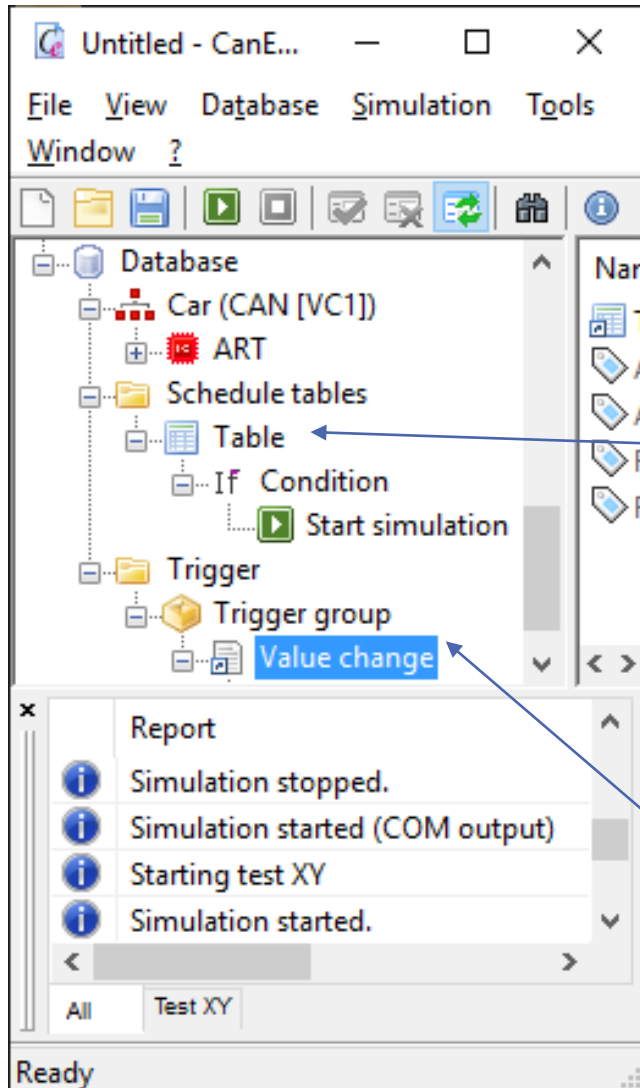 Untitled - CanE...
File View Database Simulation Tools
Window ?
Database
Car (CAN [VC1])
ART
Schedule tables
Table
If Condition
Start simulation
Trigger
Trigger group
Value change
Report
Simulation stopped.
Simulation started (COM output)
Starting test XY
Simulation started.
All Test XY
Ready